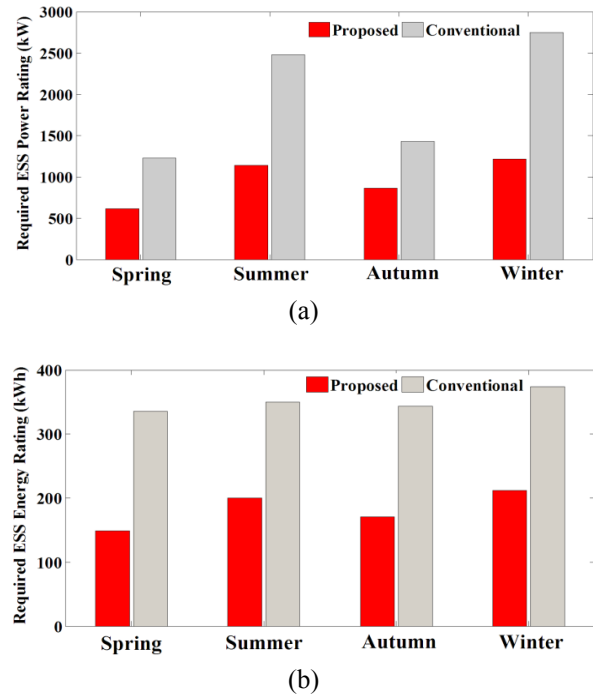 Required ESS Power Rating (kW)
3000
2500
2000
1500
1000
500
0
Proposed Conventional
Spring Summer Autumn Winter
(a)
Required ESS Energy Rating (kWh)
400
300
200
100
0
Proposed Conventional
Spring Summer Autumn Winter
(b)